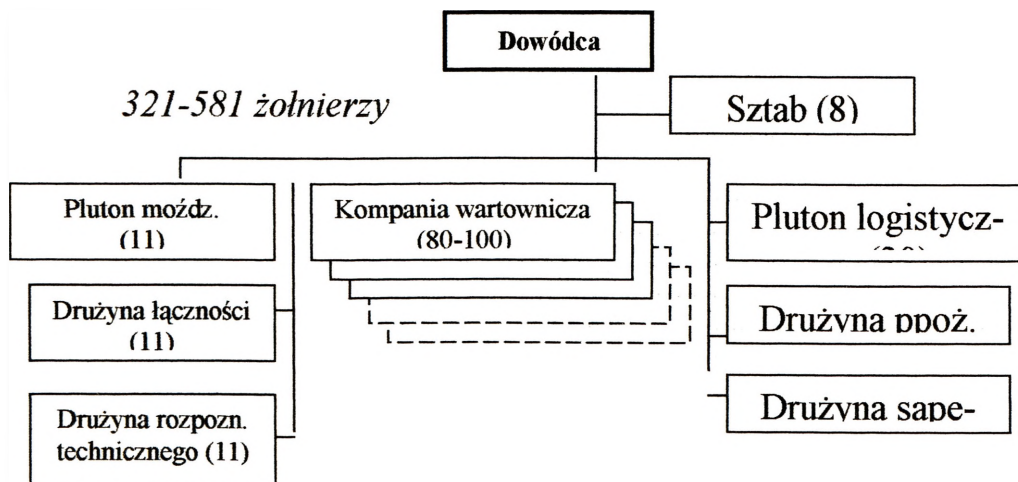 Dowódca
321-581 żołnierzy
Sztab (8)
Pluton moźdz.
(11)
Kompania wartownicza
(80-100)
Pluton logistycz-
Drużyna łączności
(11)
Drużyna ppoż.
Drużyna rozpozn.
technicznego (11)
Drużyna sape-